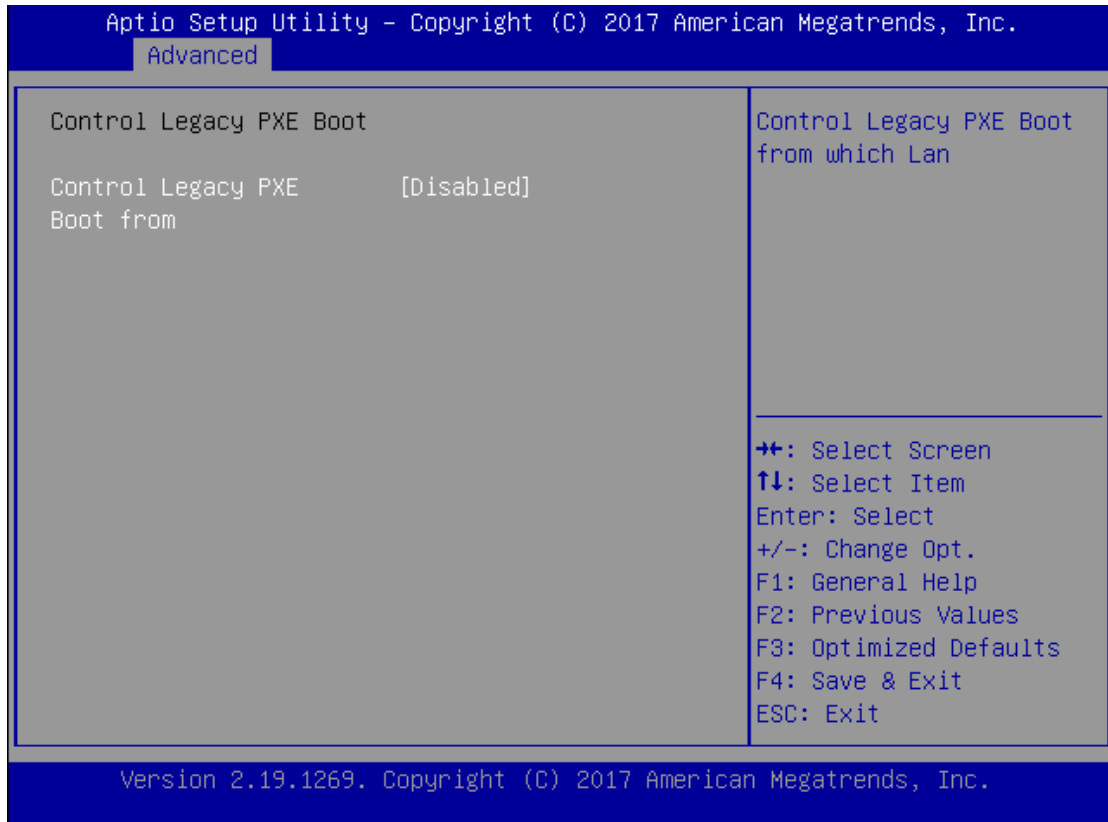 Aptio Setup Utility – Copyright (C) 2017 American Megatrends, Inc.
Advanced
Control Legacy PXE Boot
Control Legacy PXE [Disabled]
Boot from
Control Legacy PXE Boot
from which Lan
→←: Select Screen
↑↓: Select Item
Enter: Select
+/-: Change Opt.
F1: General Help
F2: Previous Values
F3: Optimized Defaults
F4: Save & Exit
ESC: Exit
Version 2.19.1269. Copyright (C) 2017 American Megatrends, Inc.